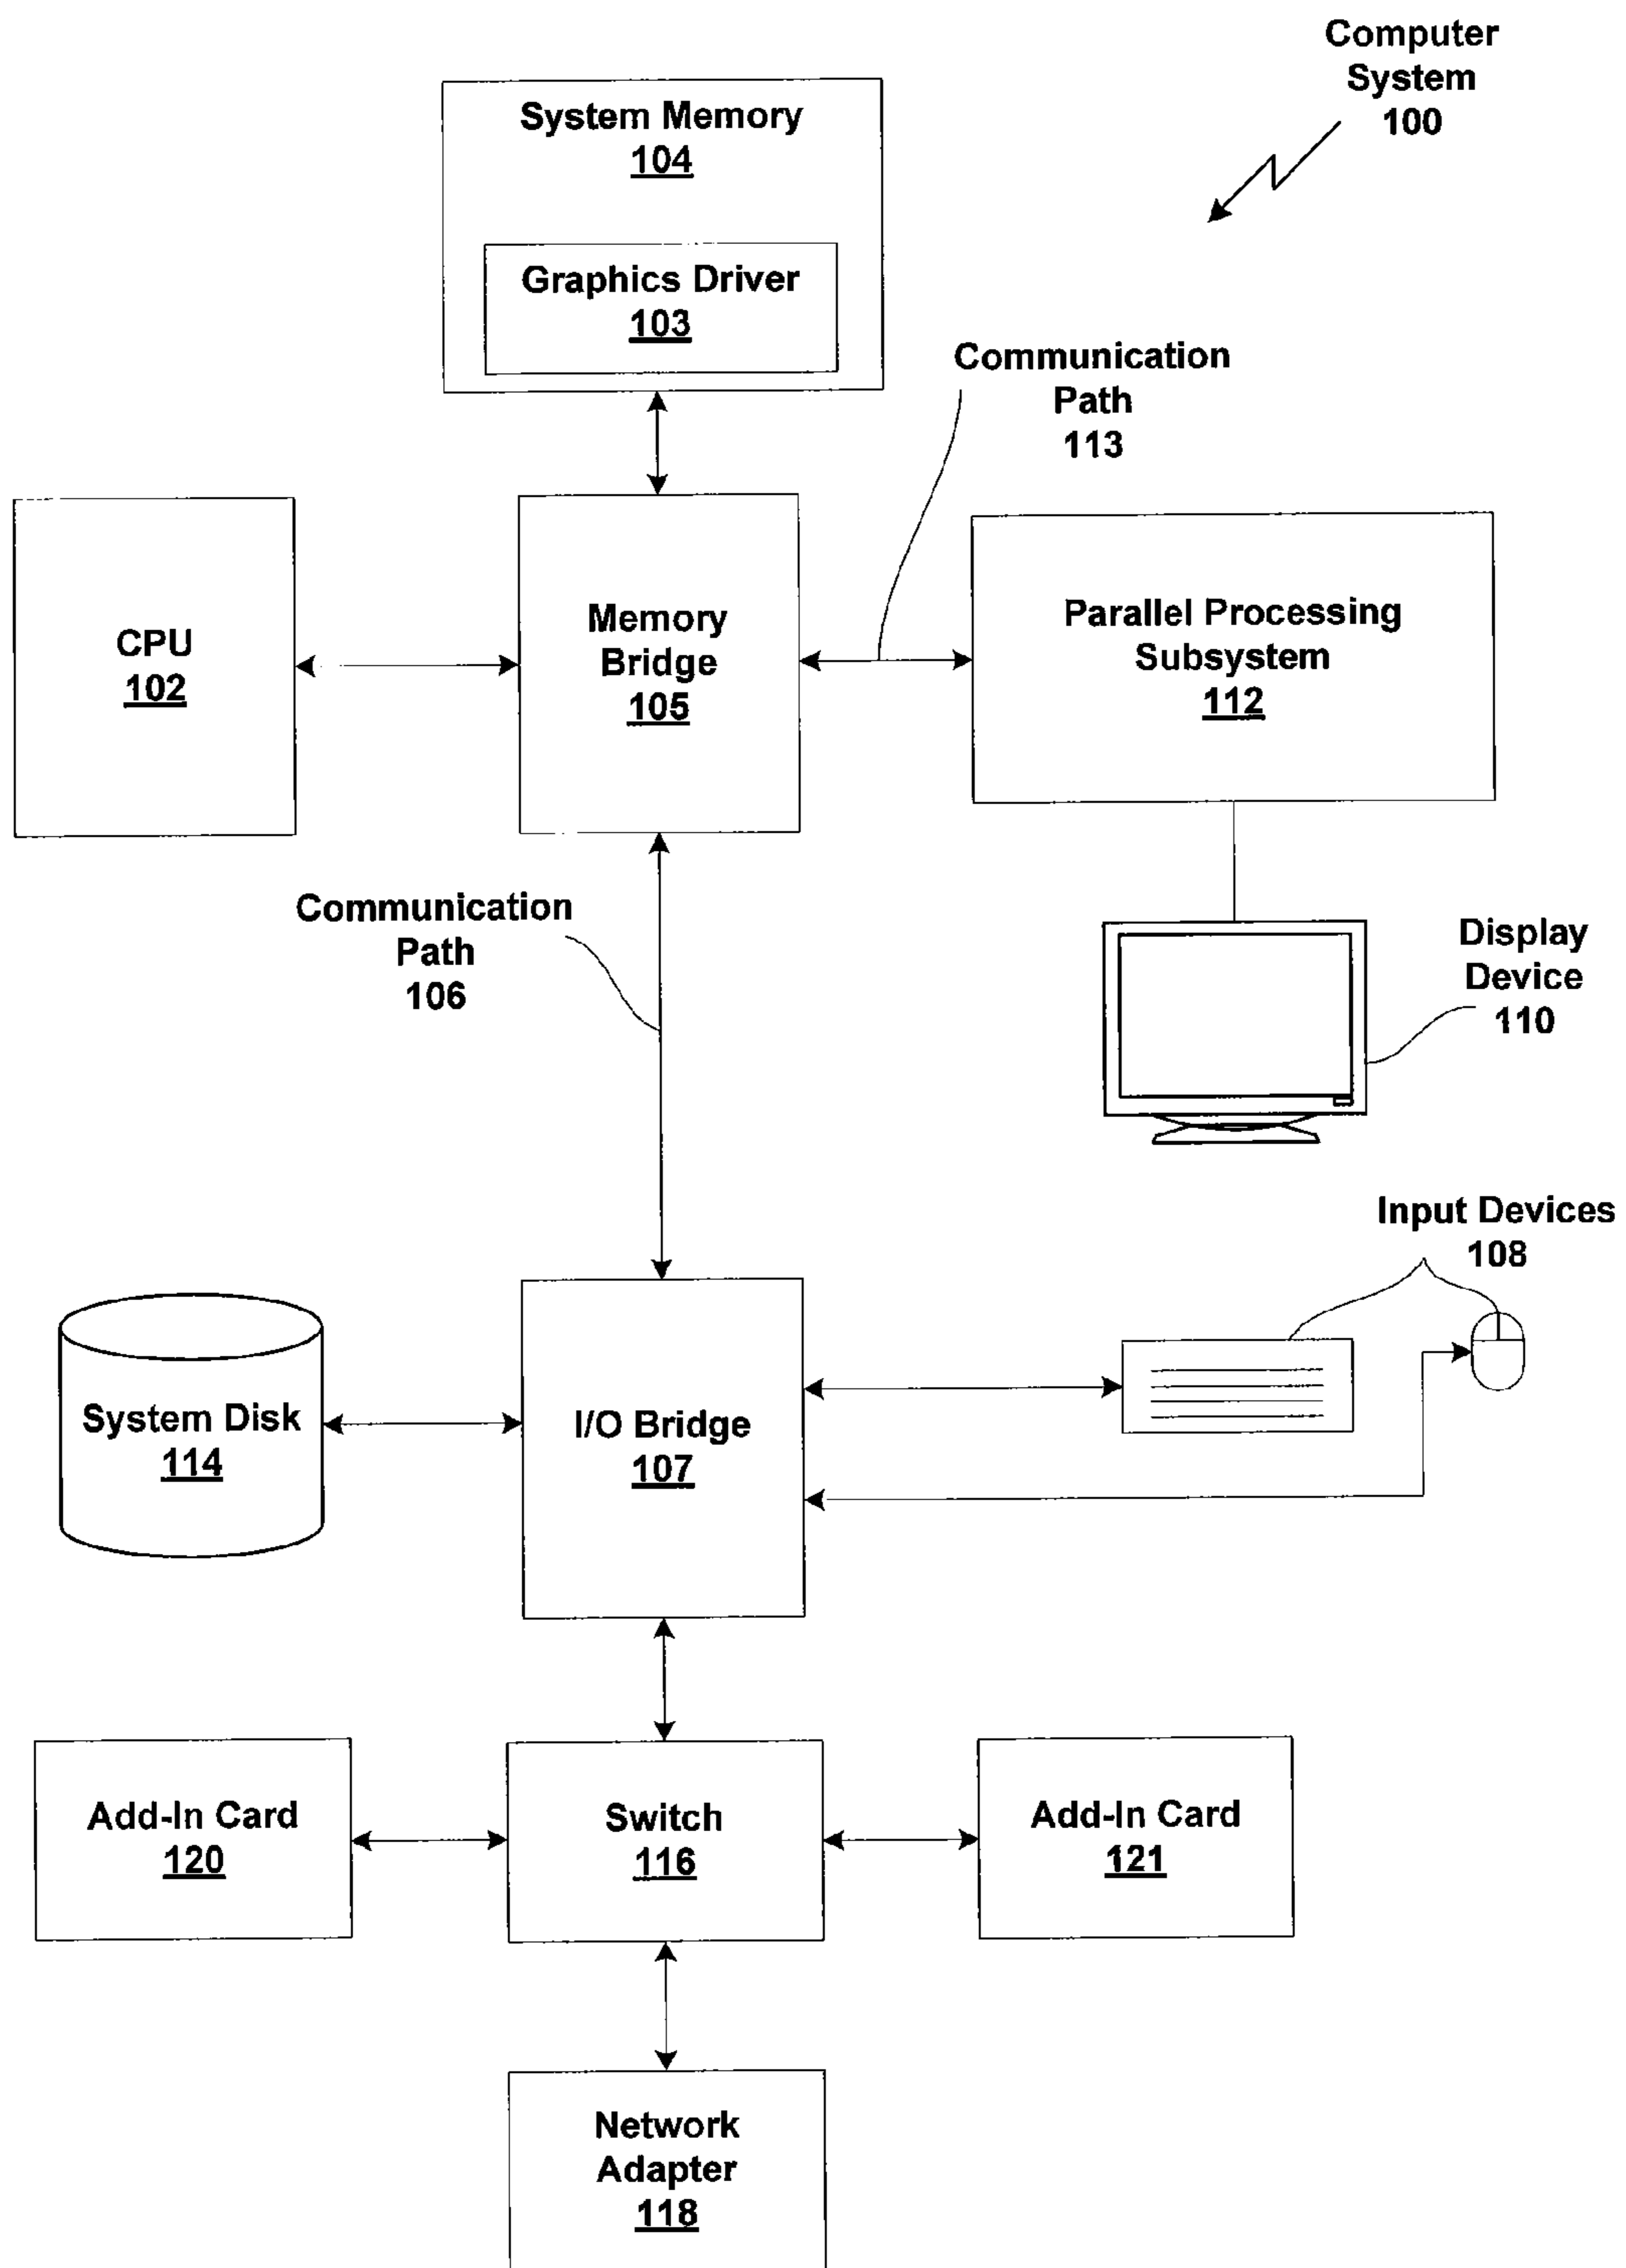 Computer
System
100
System Memory
104
Graphics Driver
103
Communication
Path
113
CPU
102
Memory
Bridge
105
Parallel Processing
Subsystem
112
Communication
Path
106
Display
Device
110
Input Devices
108
System Disk
114
I/O Bridge
107
Add-In Card
120
Switch
116
Add-In Card
121
Network
Adapter
118